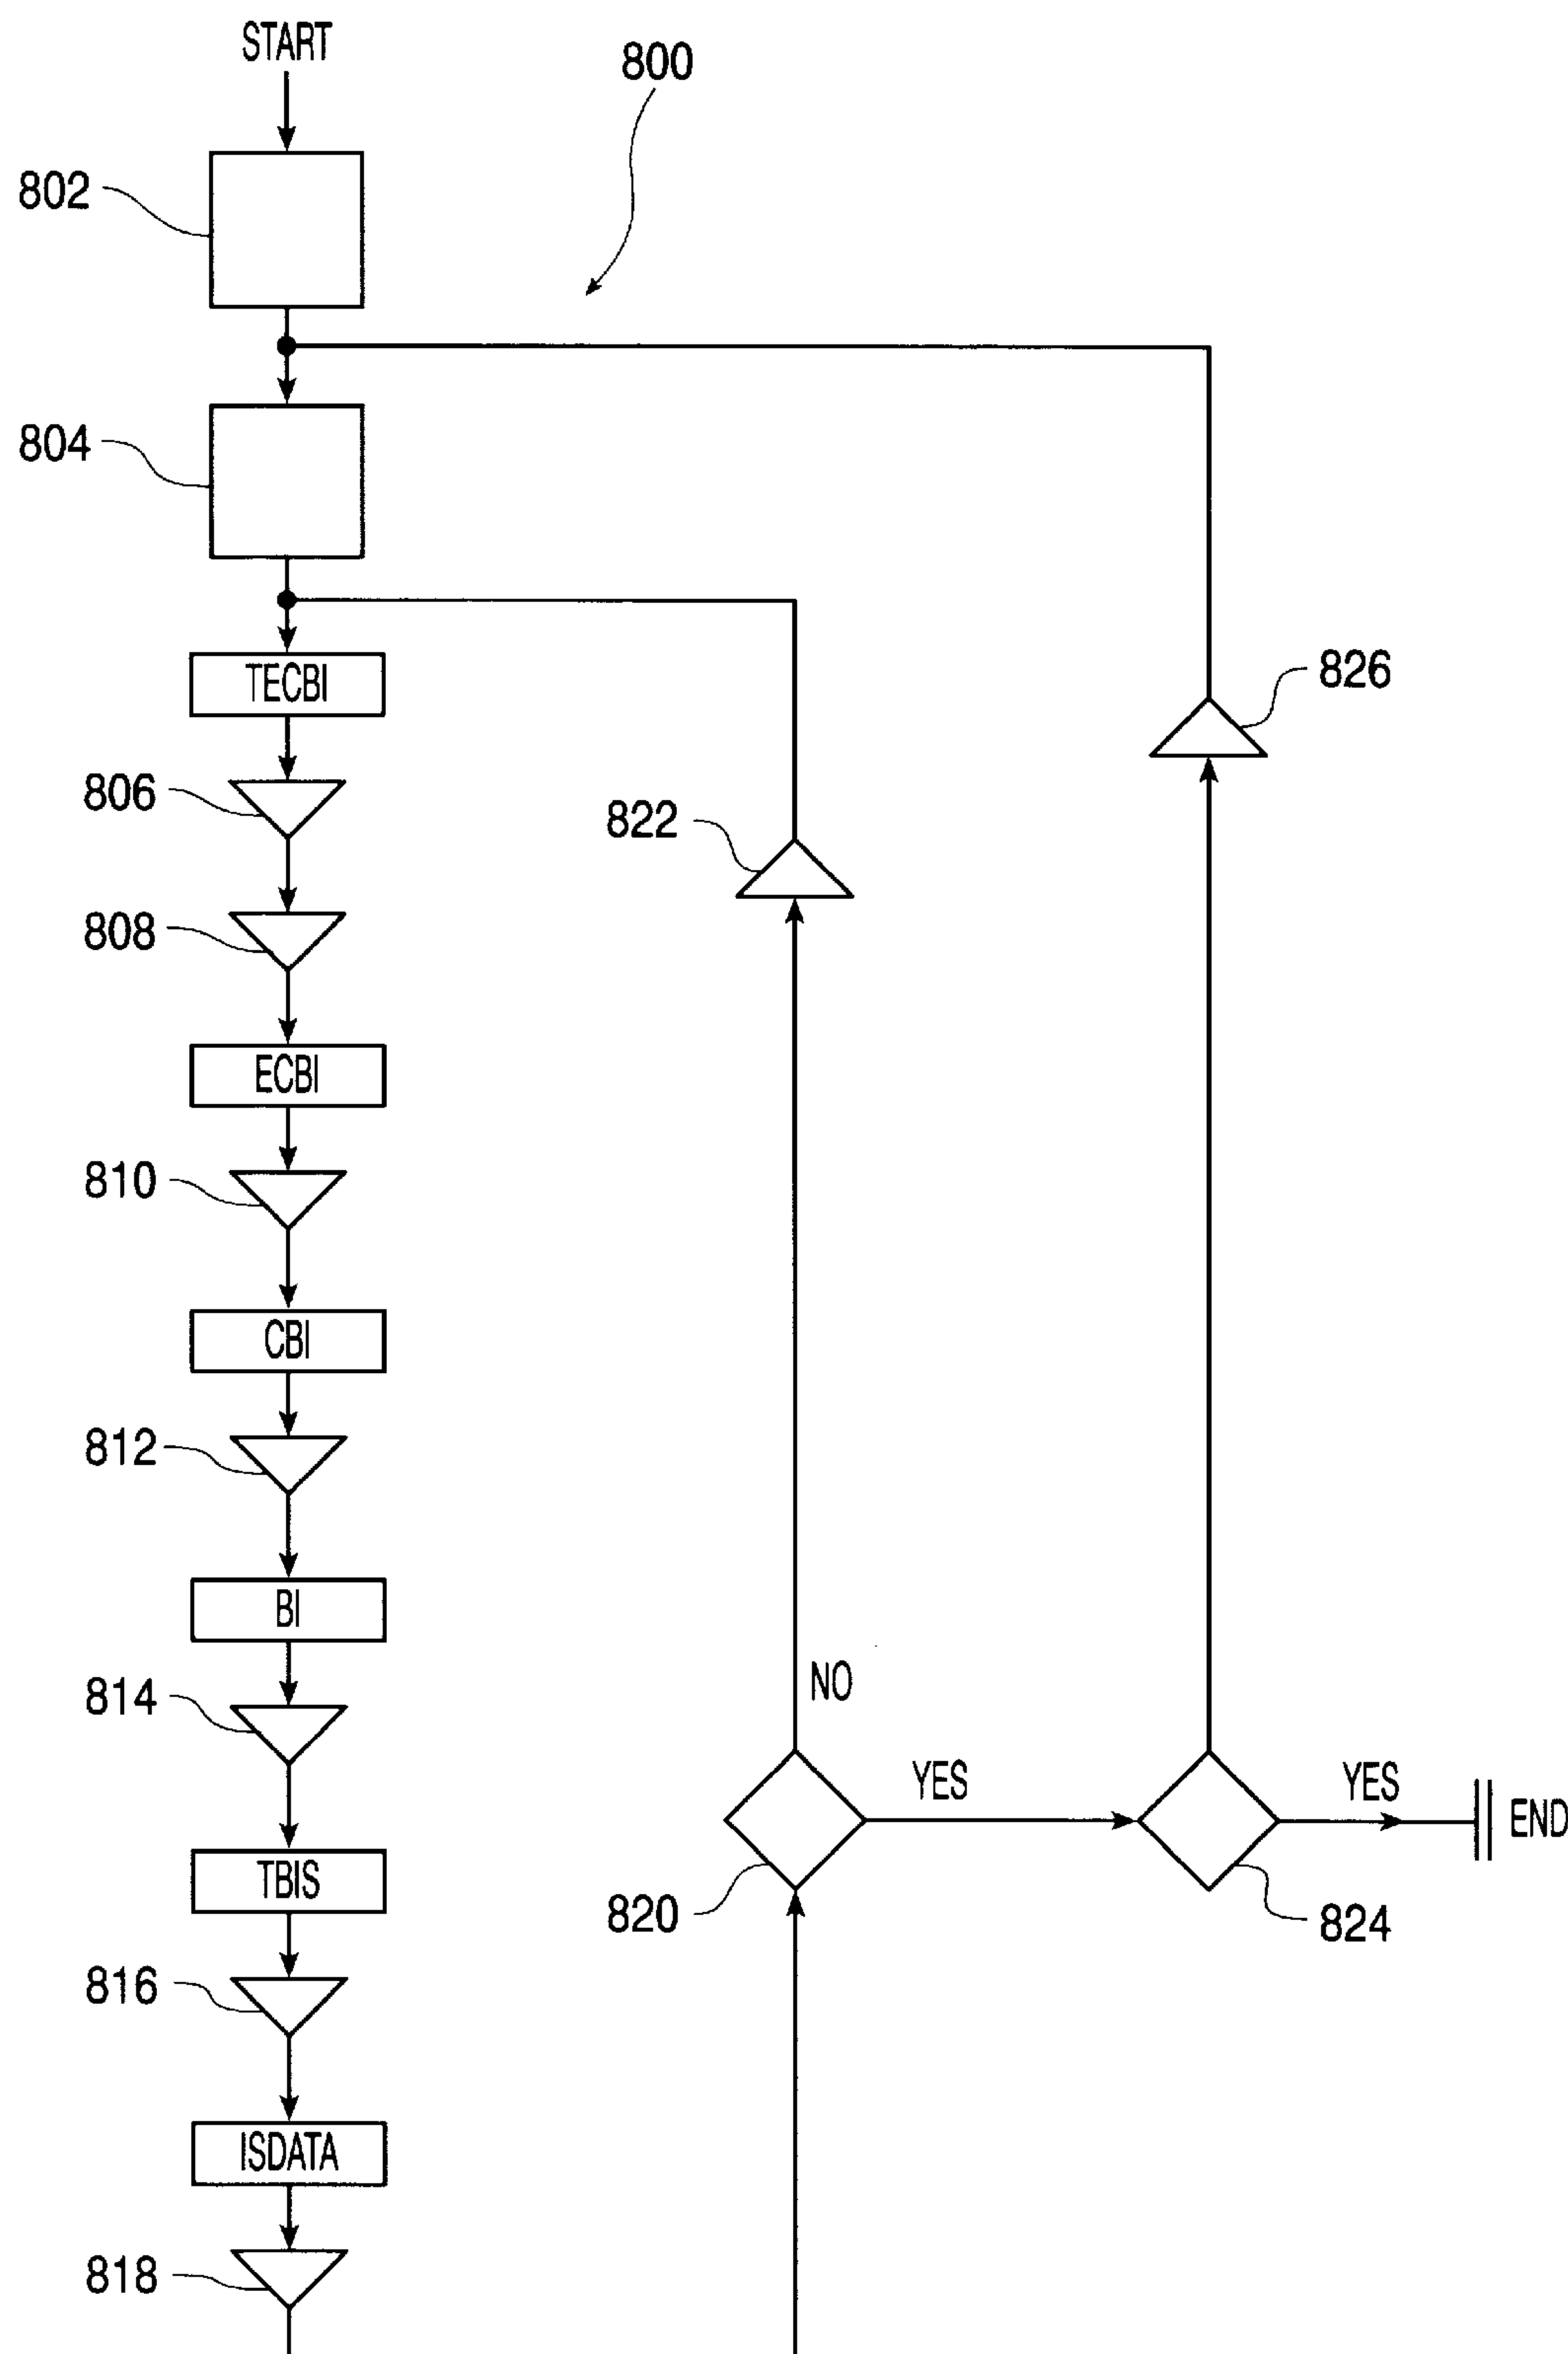 START
800
802
804
TECBI
826
806
822
808
ECBI
810
CBI
812
BI
814
NO
YES
YES
END
TBIS
820
824
816
ISDATA
818